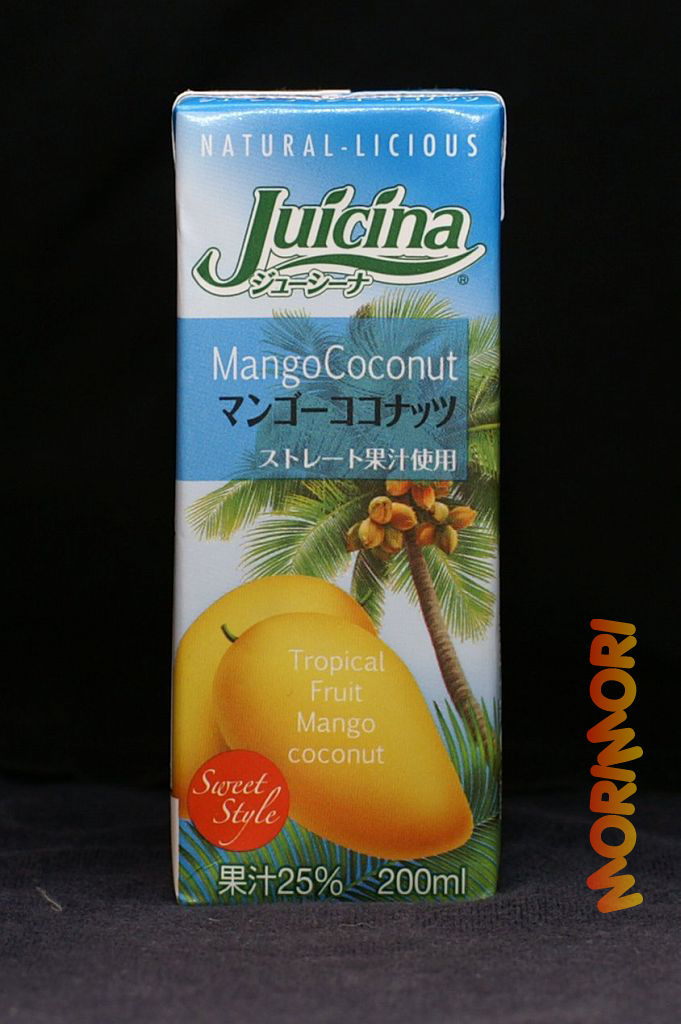 NATURAL-LICIOUS
Juicina
ジューシーナ
®
MangoCoconut
マンゴーココナッツ
ストレート果汁使用
Tropical
Fruit
Mango
coconut
Sweet
Style
果汁25% 200ml
MORIMORI